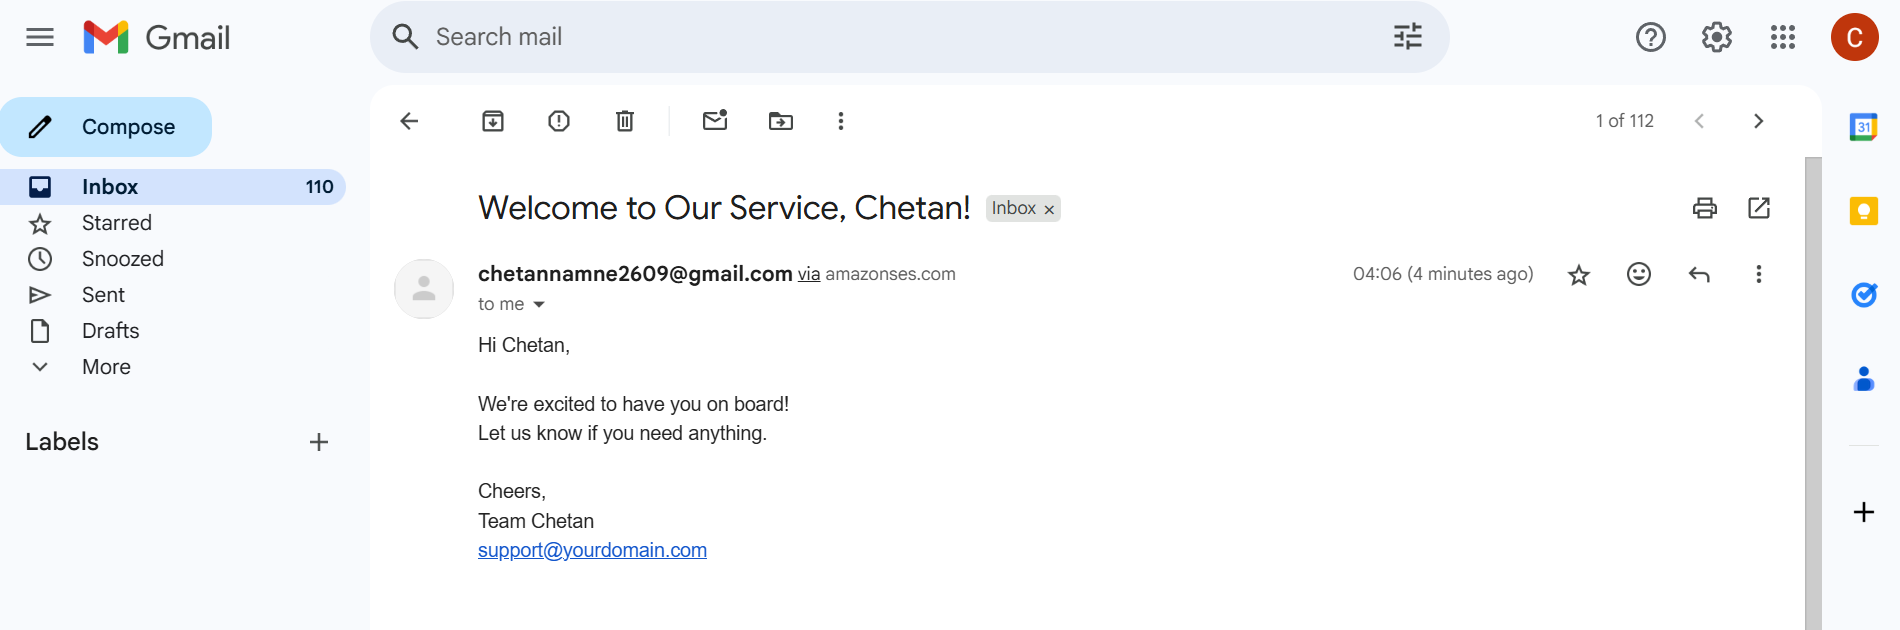 Gmail
Search mail
C
Compose
1 of 112
31
Inbox 110
Starred
Snoozed
Sent
Drafts
More
Labels
Welcome to Our Service, Chetan! Inbox ×
chetannamne2609@gmail.com via amazonses.com 04:06 (4 minutes ago)
to me
Hi Chetan,
We're excited to have you on board!
Let us know if you need anything.
Cheers,
Team Chetan
support@yourdomain.com